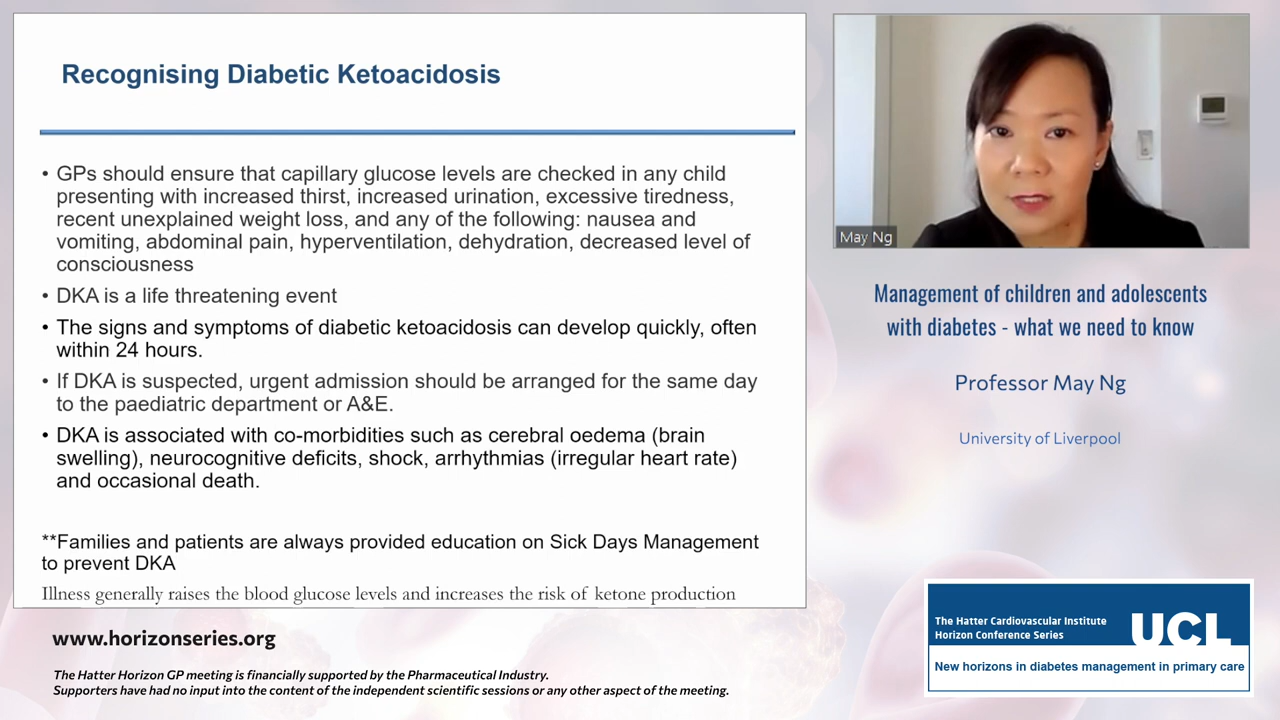 Recognising Diabetic Ketoacidosis
• GPs should ensure that capillary glucose levels are checked in any child
presenting with increased thirst, increased urination, excessive tiredness,
recent unexplained weight loss, and any of the following: nausea and
vomiting, abdominal pain, hyperventilation, dehydration, decreased level of
consciousness
• DKA is a life threatening event
• The signs and symptoms of diabetic ketoacidosis can develop quickly, often
within 24 hours.
• If DKA is suspected, urgent admission should be arranged for the same day
to the paediatric department or A&E.
• DKA is associated with co-morbidities such as cerebral oedema (brain
swelling), neurocognitive deficits, shock, arrhythmias (irregular heart rate)
and occasional death.
**Families and patients are always provided education on Sick Days Management
to prevent DKA
Illness generally raises the blood glucose levels and increases the risk of ketone production
May Ng
Management of children and adolescents
with diabetes - what we need to know
Professor May Ng
University of Liverpool
www.horizonseries.org
The Hatter Horizon GP meeting is financially supported by the Pharmaceutical Industry.
Supporters have had no input into the content of the independent scientific sessions or any other aspect of the meeting.
The Hatter Cardiovascular Institute
Horizon Conference Series
UCL
New horizons in diabetes management in primary care